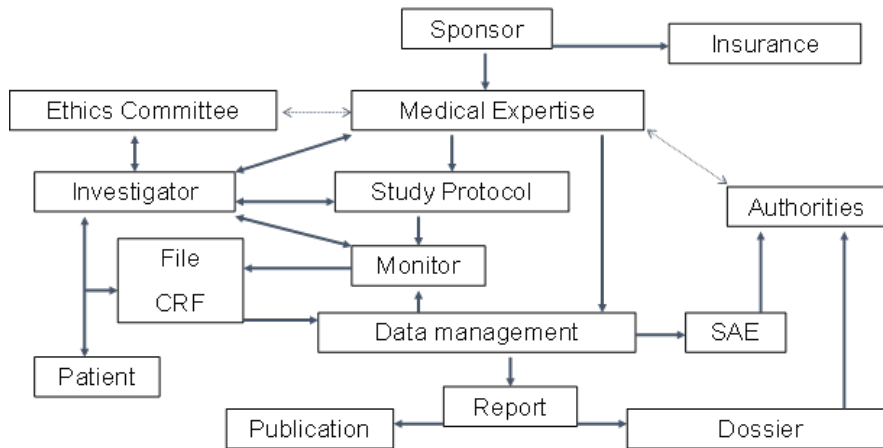 Sponsor
Insurance
Ethics Committee
Medical Expertise
Investigator
Study Protocol
Authorities
File
CRF
Monitor
Data management
SAE
Patient
Report
Publication
Dossier